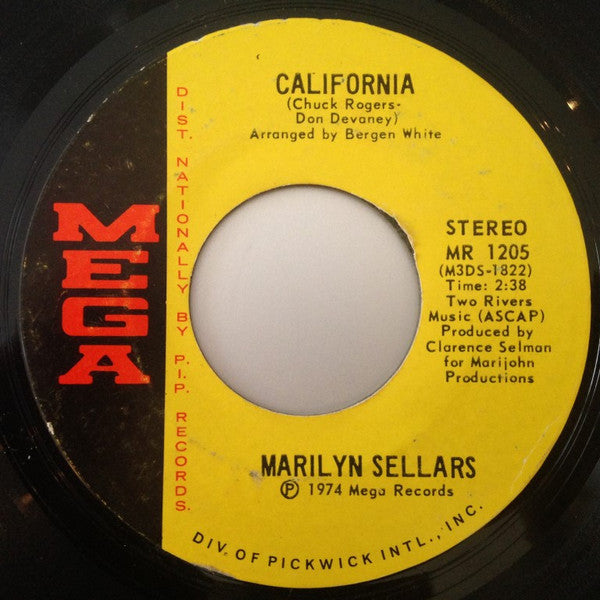 CALIFORNIA
(Chuck Rogers-
Don Devaney)
Arranged by Bergen White
MEGA
DIST. NATIONALLY BY P.I.P. RECORDS.
STEREO
MR 1205
(M3DS-1822)
Time: 2:38
Two Rivers
Music (ASCAP)
Produced by
Clarence Selman
for Marijohn
Productions
MARILYN SELLARS
Ⓟ 1974 Mega Records
DIV. OF PICKWICK INTL., INC.